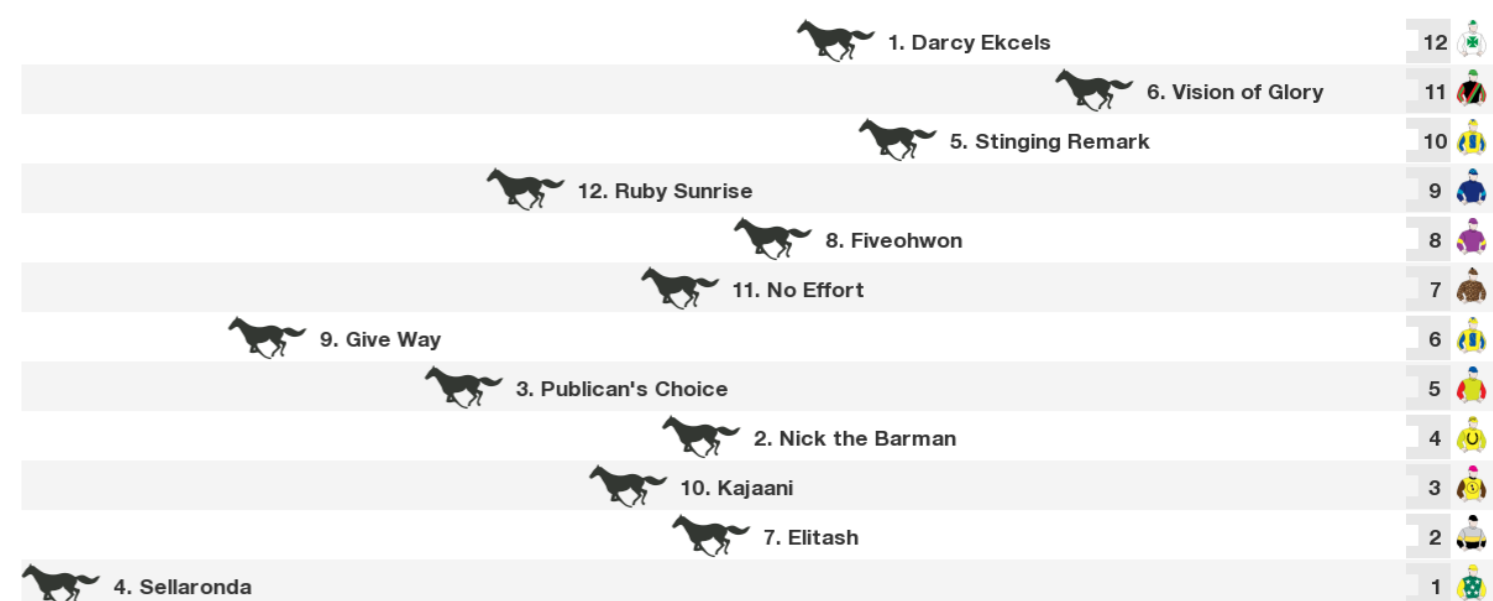 1. Darcy Ekcels 12
6. Vision of Glory 11
5. Stinging Remark 10
12. Ruby Sunrise 9
8. Fiveohwon 8
11. No Effort 7
9. Give Way 6
3. Publican's Choice 5
2. Nick the Barman 4
10. Kajaani 3
7. Elitash 2
4. Sellaronda 1